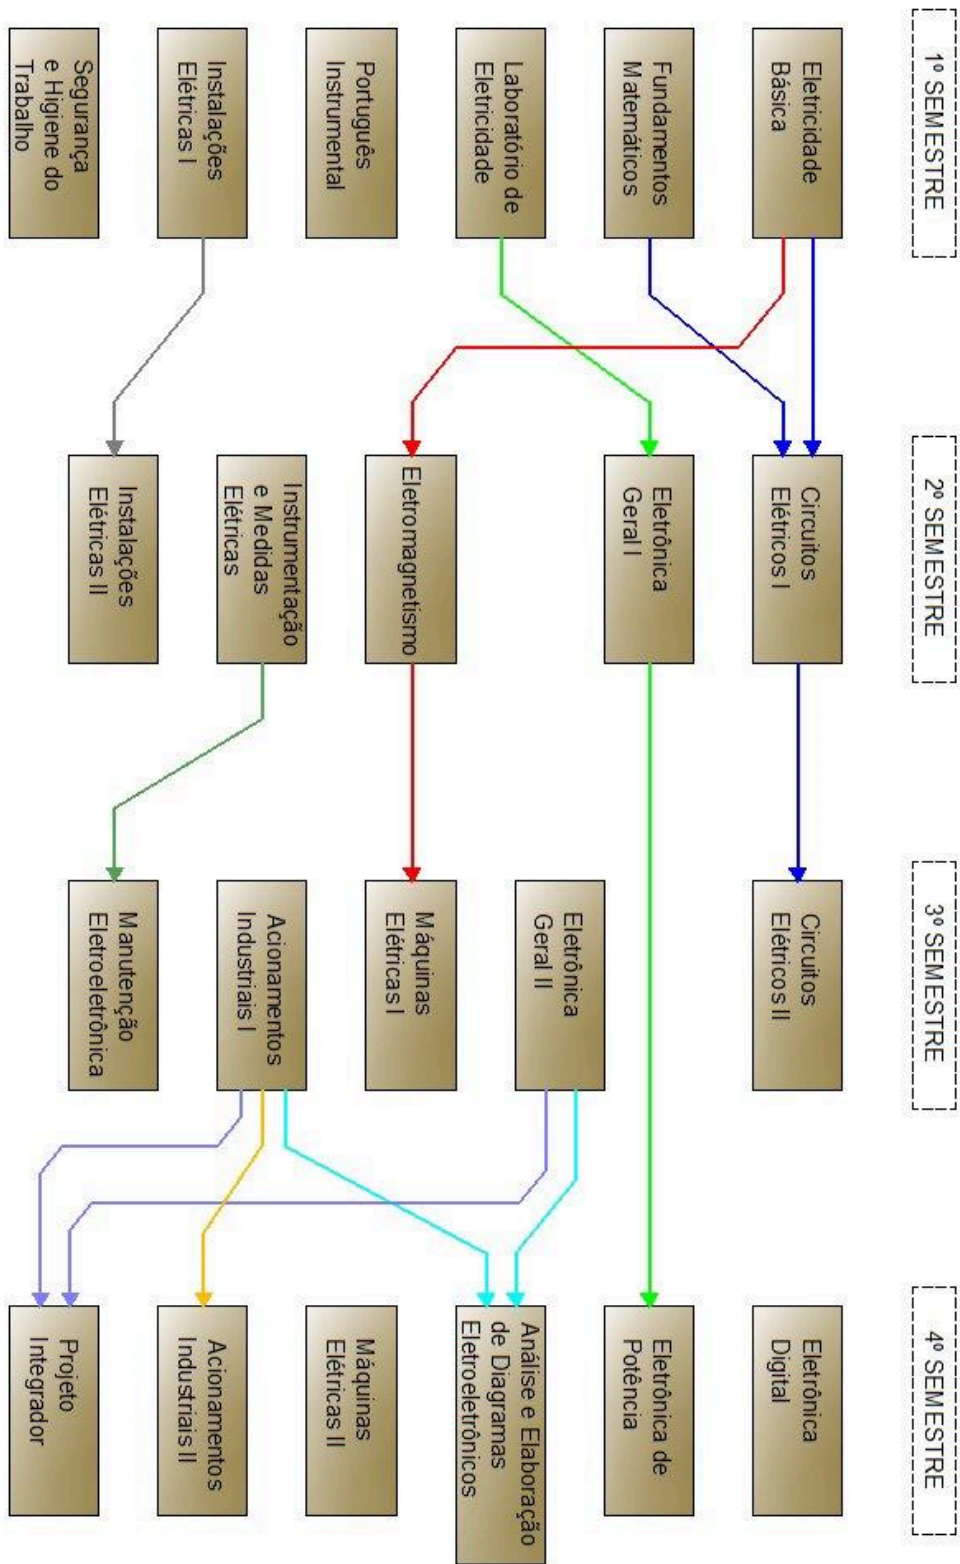 1º SEMESTRE
Eletricidade
Básica
Fundamentos
Matemáticos
Laboratório de
Eletricidade
Português
Instrumental
Instalações
Elétricas I
Segurança
e Higiene do
Trabalho
2º SEMESTRE
Circuitos
Elétricos I
Eletrônica
Geral I
Eletromagnetismo
Instrumentação
e Medidas
Elétricas
Instalações
Elétricas II
3º SEMESTRE
Circuitos
Elétricos II
Eletrônica
Geral II
Máquinas
Elétricas I
Acionamentos
Industriais I
Manutenção
Eletroeletrônica
4º SEMESTRE
Eletrônica
Digital
Eletrônica de
Potência
Análise e Elaboração
de Diagramas
Eletroeletrônicos
Máquinas
Elétricas II
Acionamentos
Industriais II
Projeto
Integrador